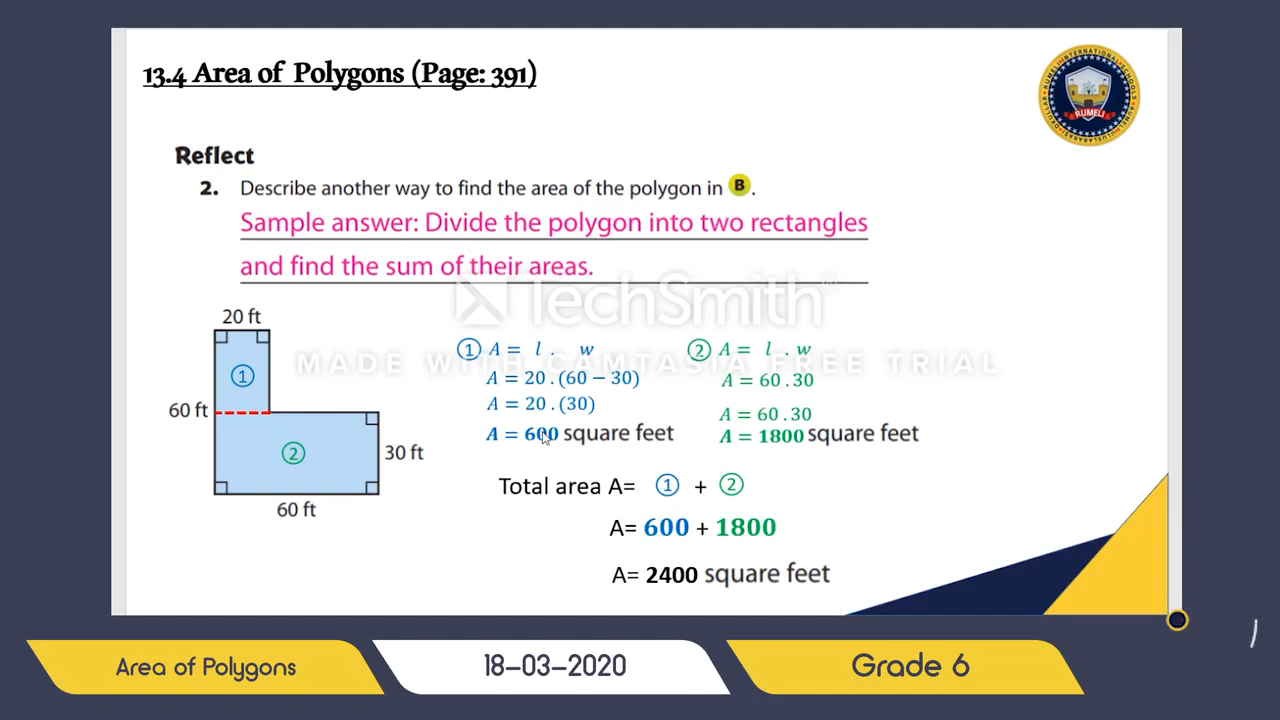 13.4 Area of Polygons (Page: 391)
RUMELI INTERNATIONAL SCHOOLS
RUMELI
Reflect
2. Describe another way to find the area of the polygon in B.
Sample answer: Divide the polygon into two rectangles
and find the sum of their areas.
TechSmith
MADE WITH CAMTASIA FREE TRIAL
20 ft
① A = l . w
② A = l . w
①
A = 20 . (60 − 30)
A = 60 . 30
60 ft
A = 20 . (30)
A = 60 . 30
A = 600 square feet
A = 1800 square feet
②
30 ft
60 ft
Total area A= ① + ②
A= 600 + 1800
A= 2400 square feet
Area of Polygons
18-03-2020
Grade 6